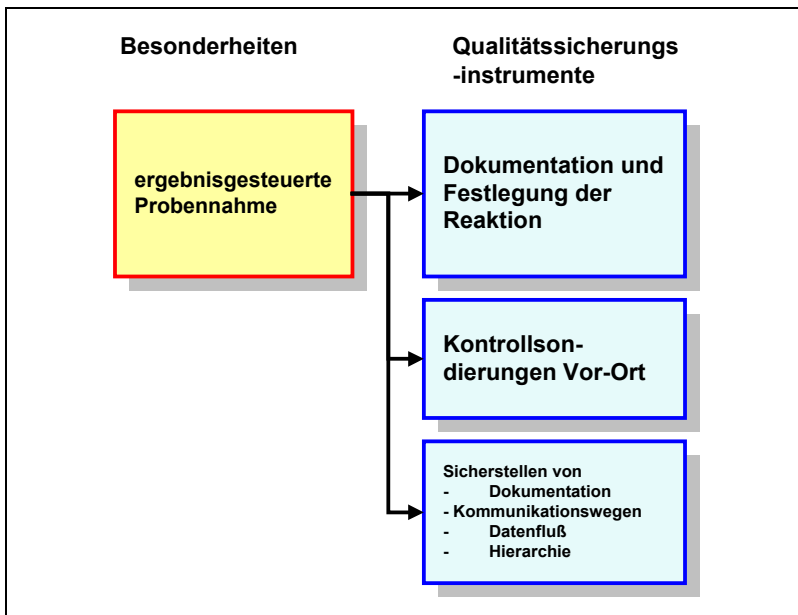 Besonderheiten
Qualitätssicherungs
-instrumente
ergebnisgesteuerte
Probennahme
Dokumentation und
Festlegung der
Reaktion
Kontrollson-
dierungen Vor-Ort
Sicherstellen von
- Dokumentation
- Kommunikationswegen
- Datenfluß
- Hierarchie